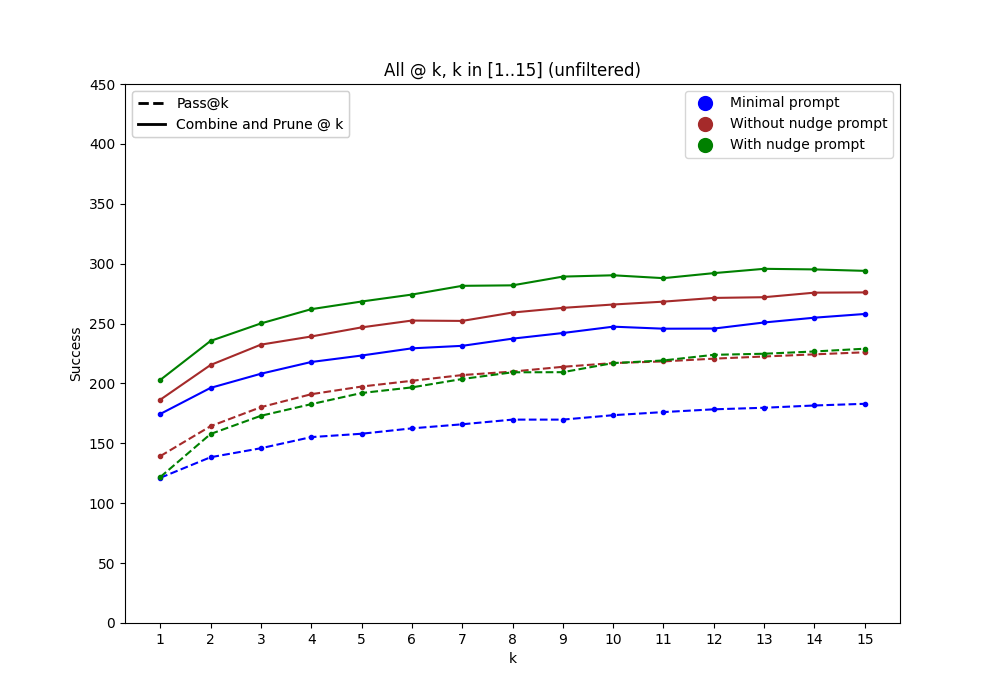 All @ k, k in [1..15] (unfiltered)
Pass@k
Combine and Prune @ k
Minimal prompt
Without nudge prompt
With nudge prompt
450
400
350
300
250
200
150
100
50
0
Success
1 2 3 4 5 6 7 8 9 10 11 12 13 14 15
k